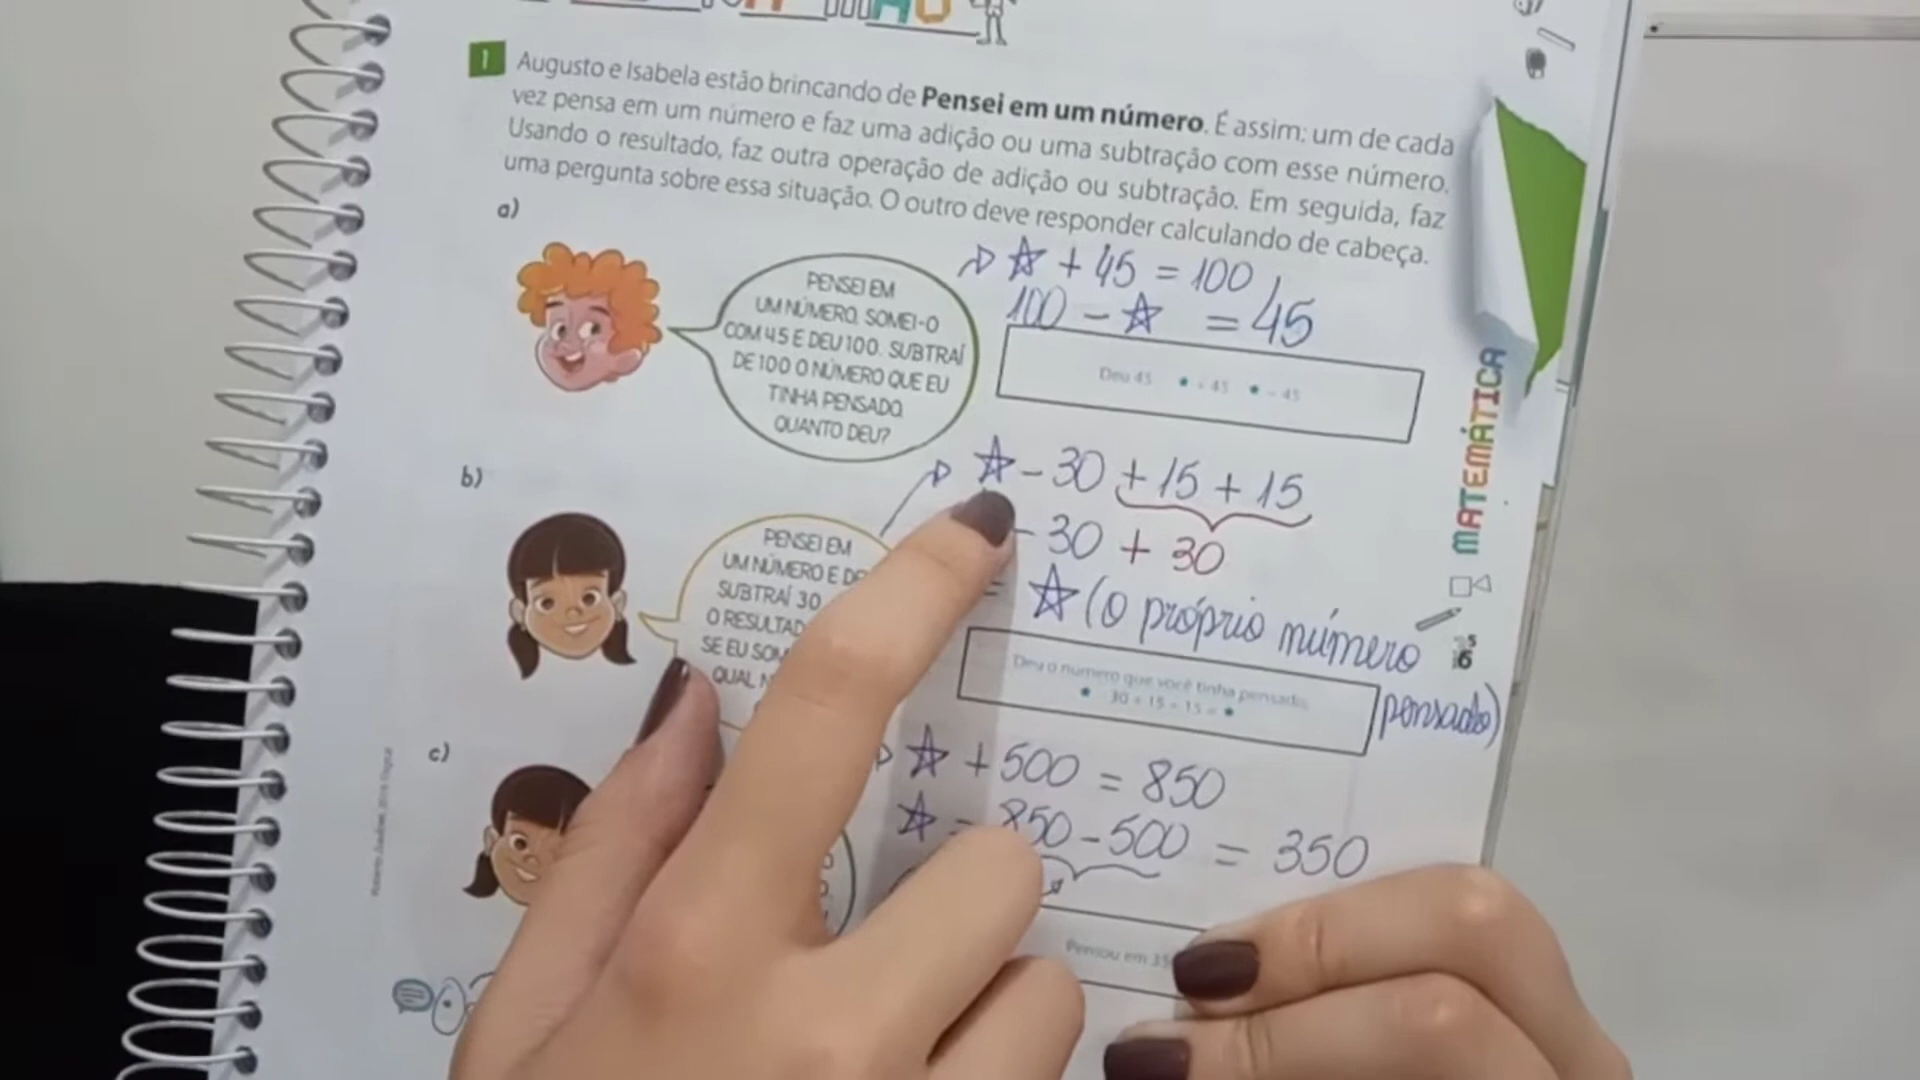 1 Augusto e Isabela estão brincando de Pensei em um número. É assim: um de cada
vez pensa em um número e faz uma adição ou uma subtração com esse número.
Usando o resultado, faz outra operação de adição ou subtração. Em seguida, faz
uma pergunta sobre essa situação. O outro deve responder calculando de cabeça.
a)
PENSEI EM
UM NÚMERO. SOMEI-O
COM 45 E DEU 100. SUBTRAÍ
DE 100 O NÚMERO QUE EU
TINHA PENSADO.
QUANTO DEU?
☆ + 45 = 100
100 - ☆ = 45
Deu 45
b)
PENSEI EM
UM NÚMERO E
SUBTRAÍ 30
SE EU
☆ - 30 + 15 + 15
- 30 + 30
= ☆ (o próprio número
pensado)
Deu o número que você tinha pensado.
c)
☆ + 500 = 850
☆ = 850 - 500 = 350
Pensou em
MATEMÁTICA